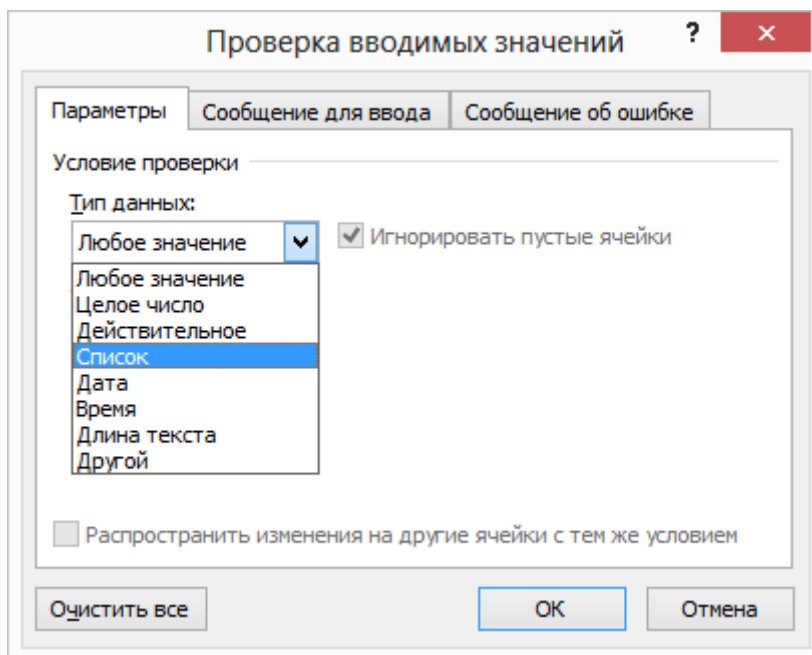 Проверка вводимых значений ?
Параметры Сообщение для ввода Сообщение об ошибке
Условие проверки
Тип данных:
Любое значение Игнорировать пустые ячейки
Любое значение
Целое число
Действительное
Список
Дата
Время
Длина текста
Другой
Распространить изменения на другие ячейки с тем же условием
Очистить все ОК Отмена